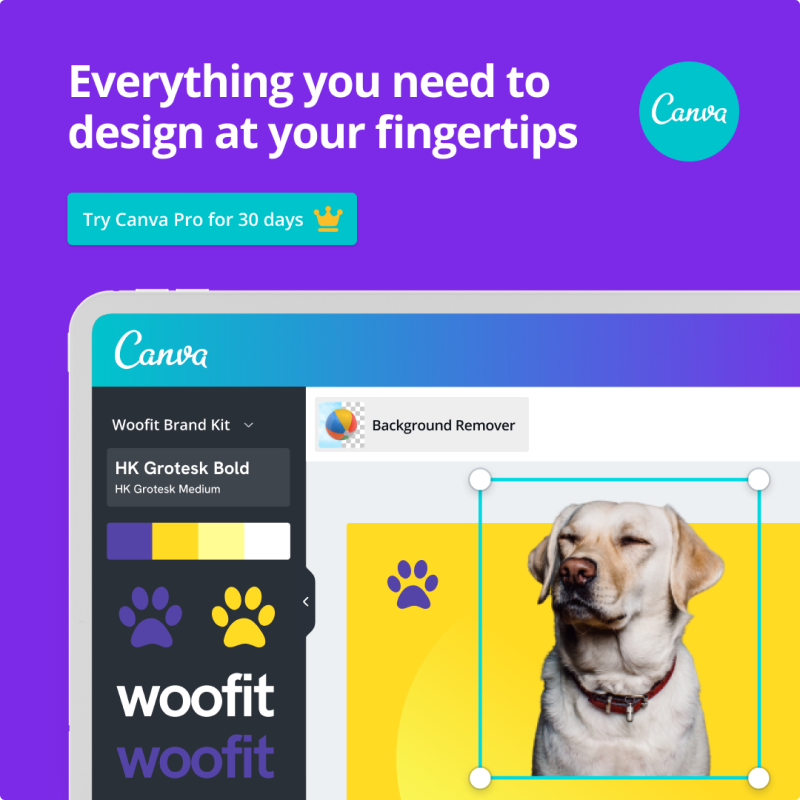 Everything you need to
design at your fingertips
Canva
Try Canva Pro for 30 days
Canva
Woofit Brand Kit
Background Remover
HK Grotesk Bold
HK Grotesk Medium
woofit
woofit